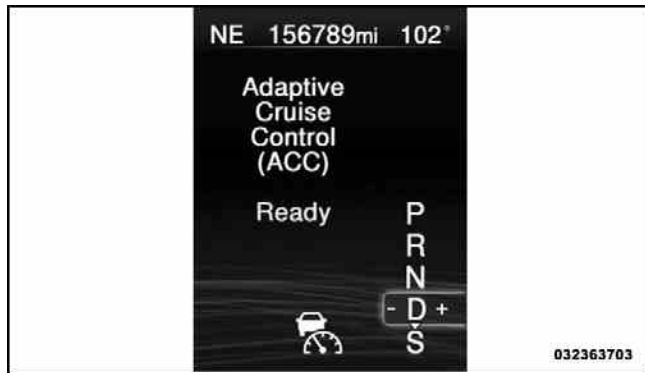 NE 156789mi 102°
Adaptive
Cruise
Control
(ACC)
Ready
P
R
N
- D +
S
032363703